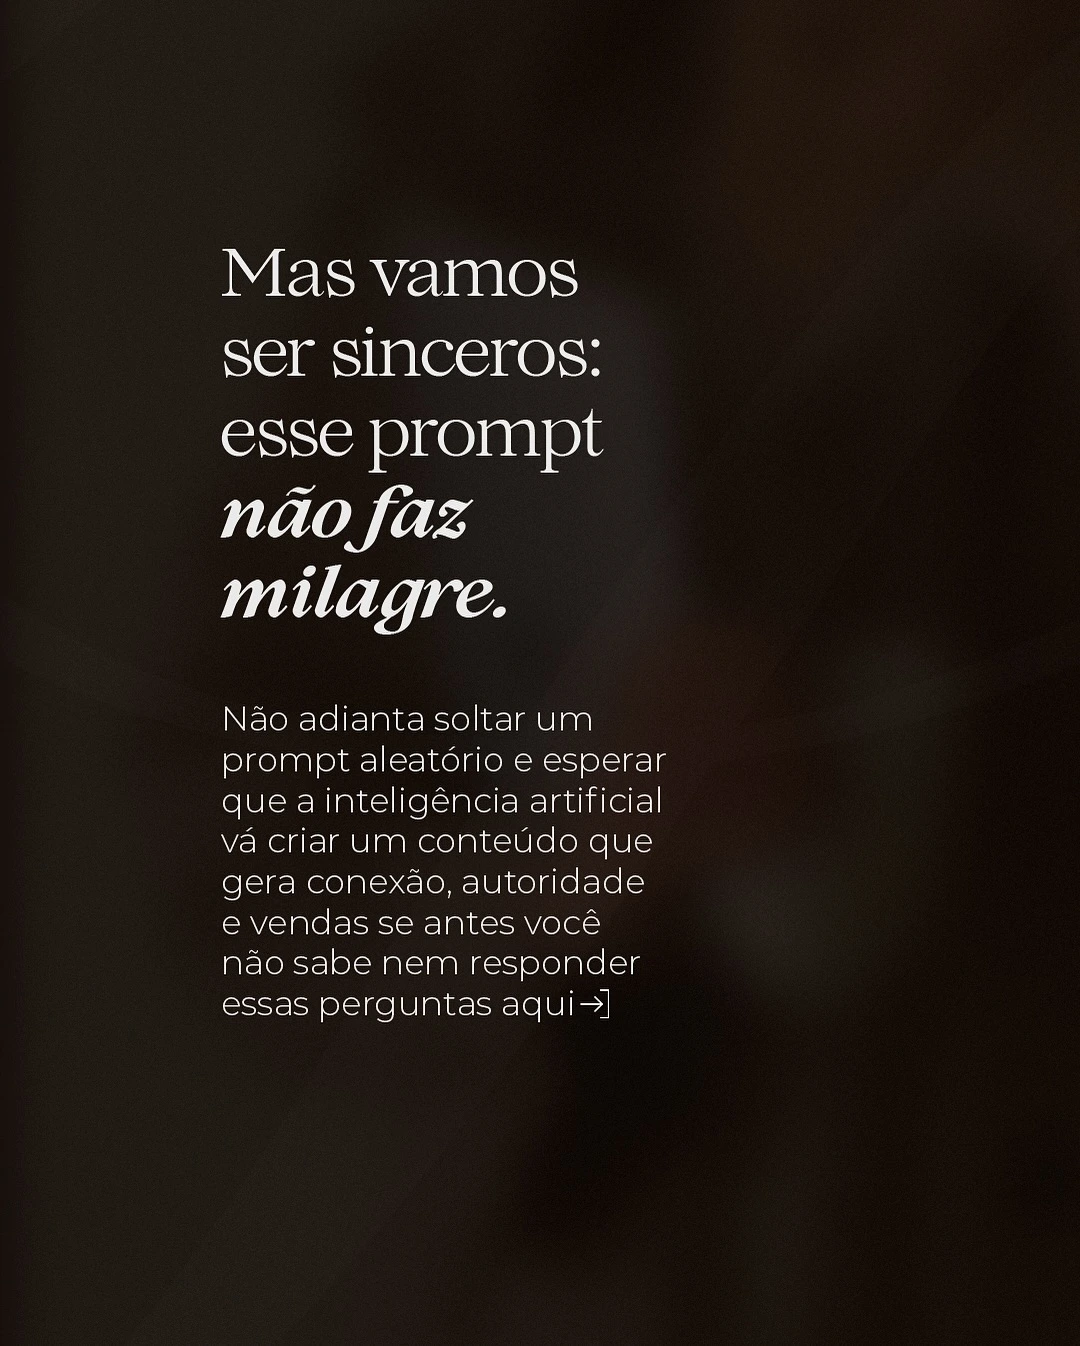 Mas vamos
ser sinceros:
esse prompt
não faz
milagre.
Não adianta soltar um
prompt aleatório e esperar
que a inteligência artificial
vá criar um conteúdo que
gera conexão, autoridade
e vendas se antes você
não sabe nem responder
essas perguntas aqui